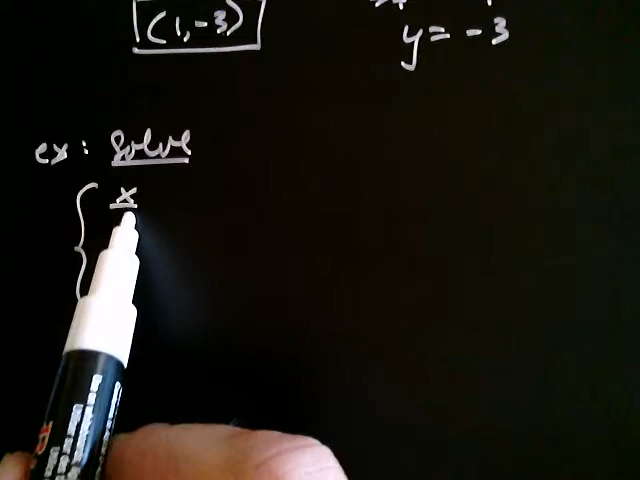 (1,-3)
y = -3
ex: solve
x